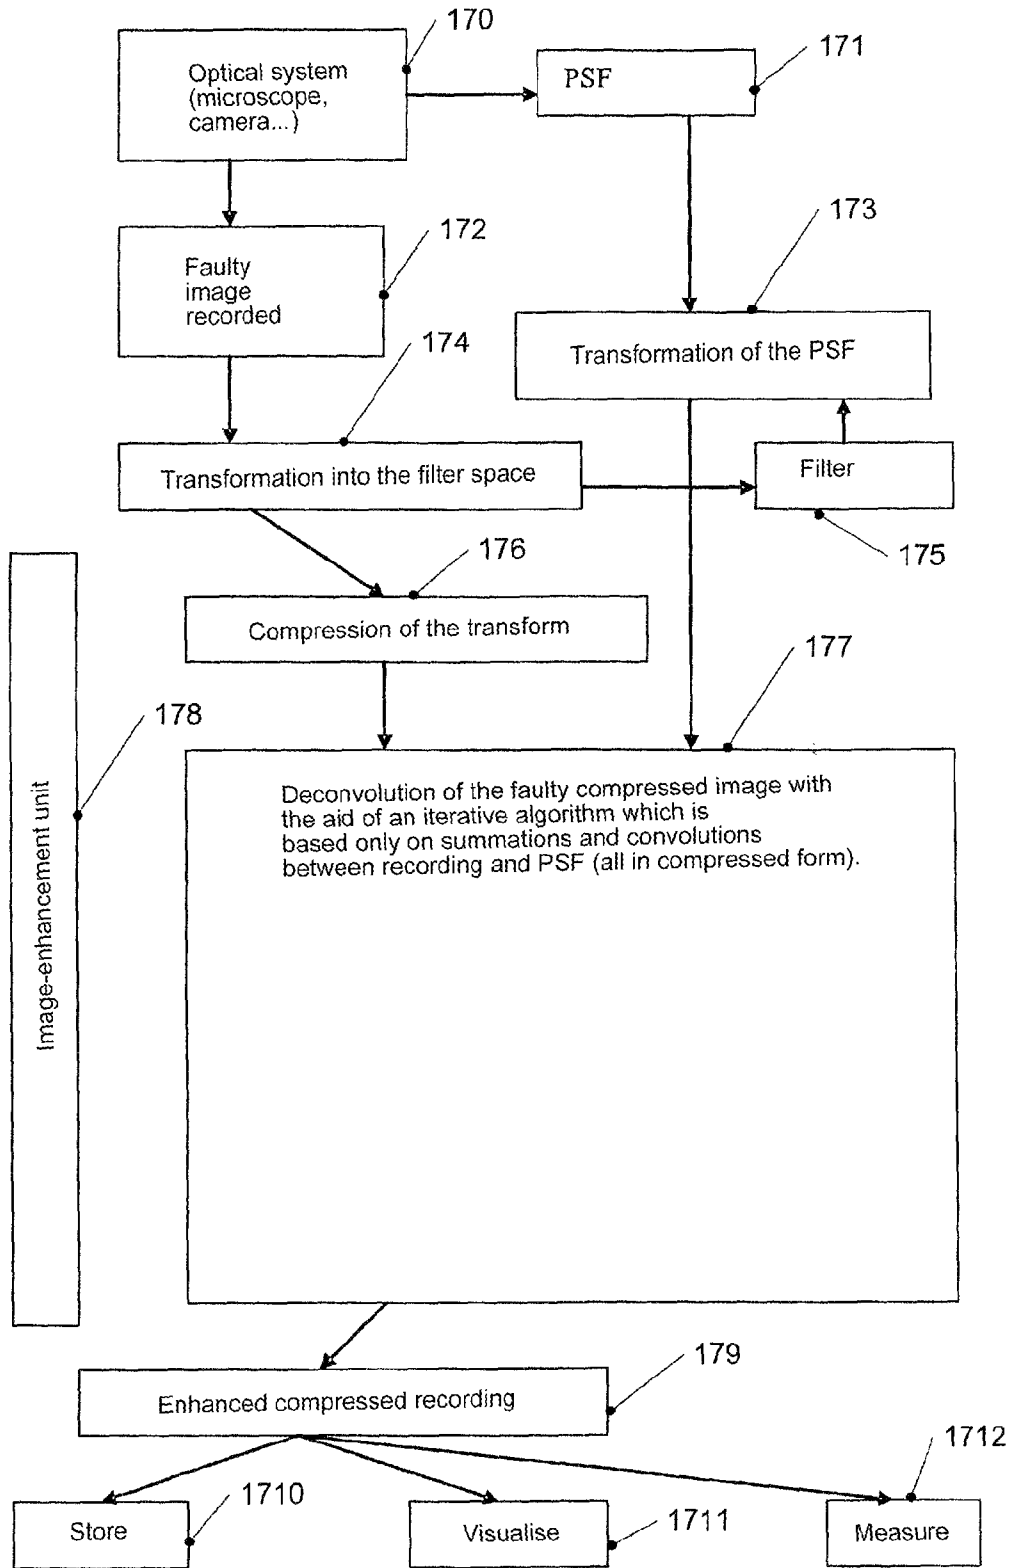 170
Optical system
(microscope,
camera...)
PSF
171
172
Faulty
image
recorded
173
Transformation of the PSF
174
Transformation into the filter space
Filter
175
176
Compression of the transform
177
178
Image-enhancement unit
Deconvolution of the faulty compressed image with
the aid of an iterative algorithm which is
based only on summations and convolutions
between recording and PSF (all in compressed form).
179
Enhanced compressed recording
1710
Store
1711
Visualise
1712
Measure